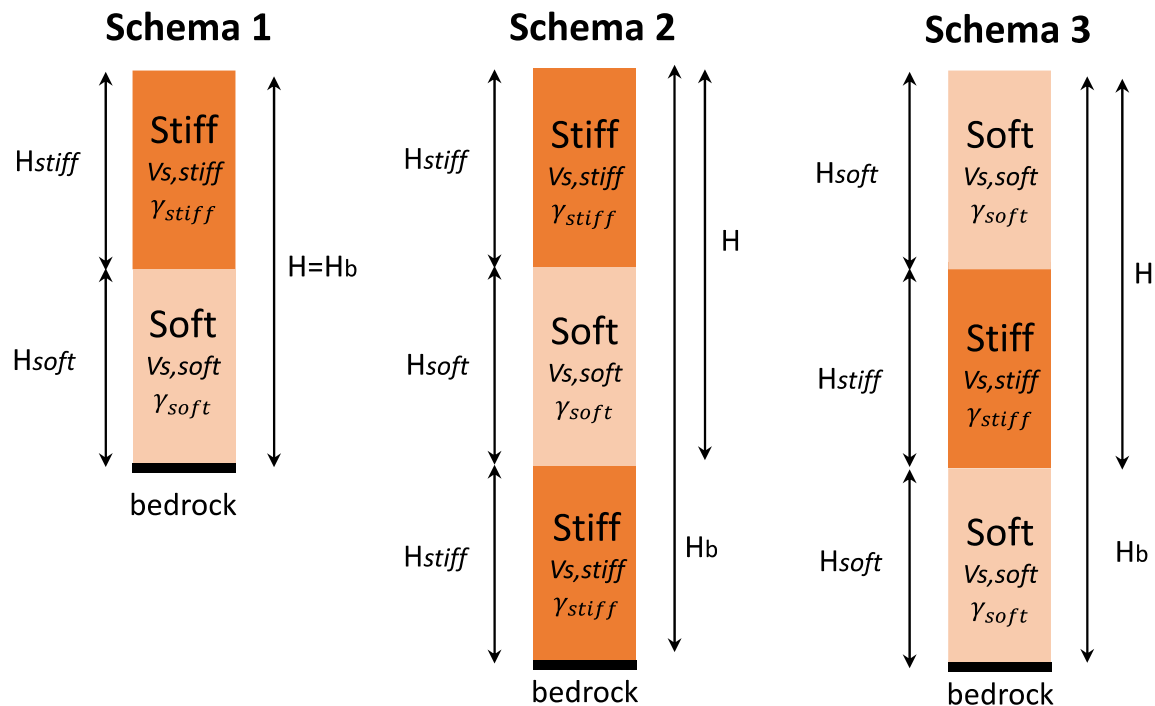 Schema 1
Stiff
Vs,stiff
γstiff
Hstiff
H=Hb
Soft
Vs,soft
γsoft
Hsoft
bedrock
Schema 2
Stiff
Vs,stiff
γstiff
Hstiff
H
Soft
Vs,soft
γsoft
Hsoft
Stiff
Vs,stiff
γstiff
Hstiff
Hb
bedrock
Schema 3
Soft
Vs,soft
γsoft
Hsoft
H
Stiff
Vs,stiff
γstiff
Hstiff
Soft
Vs,soft
γsoft
Hsoft
Hb
bedrock